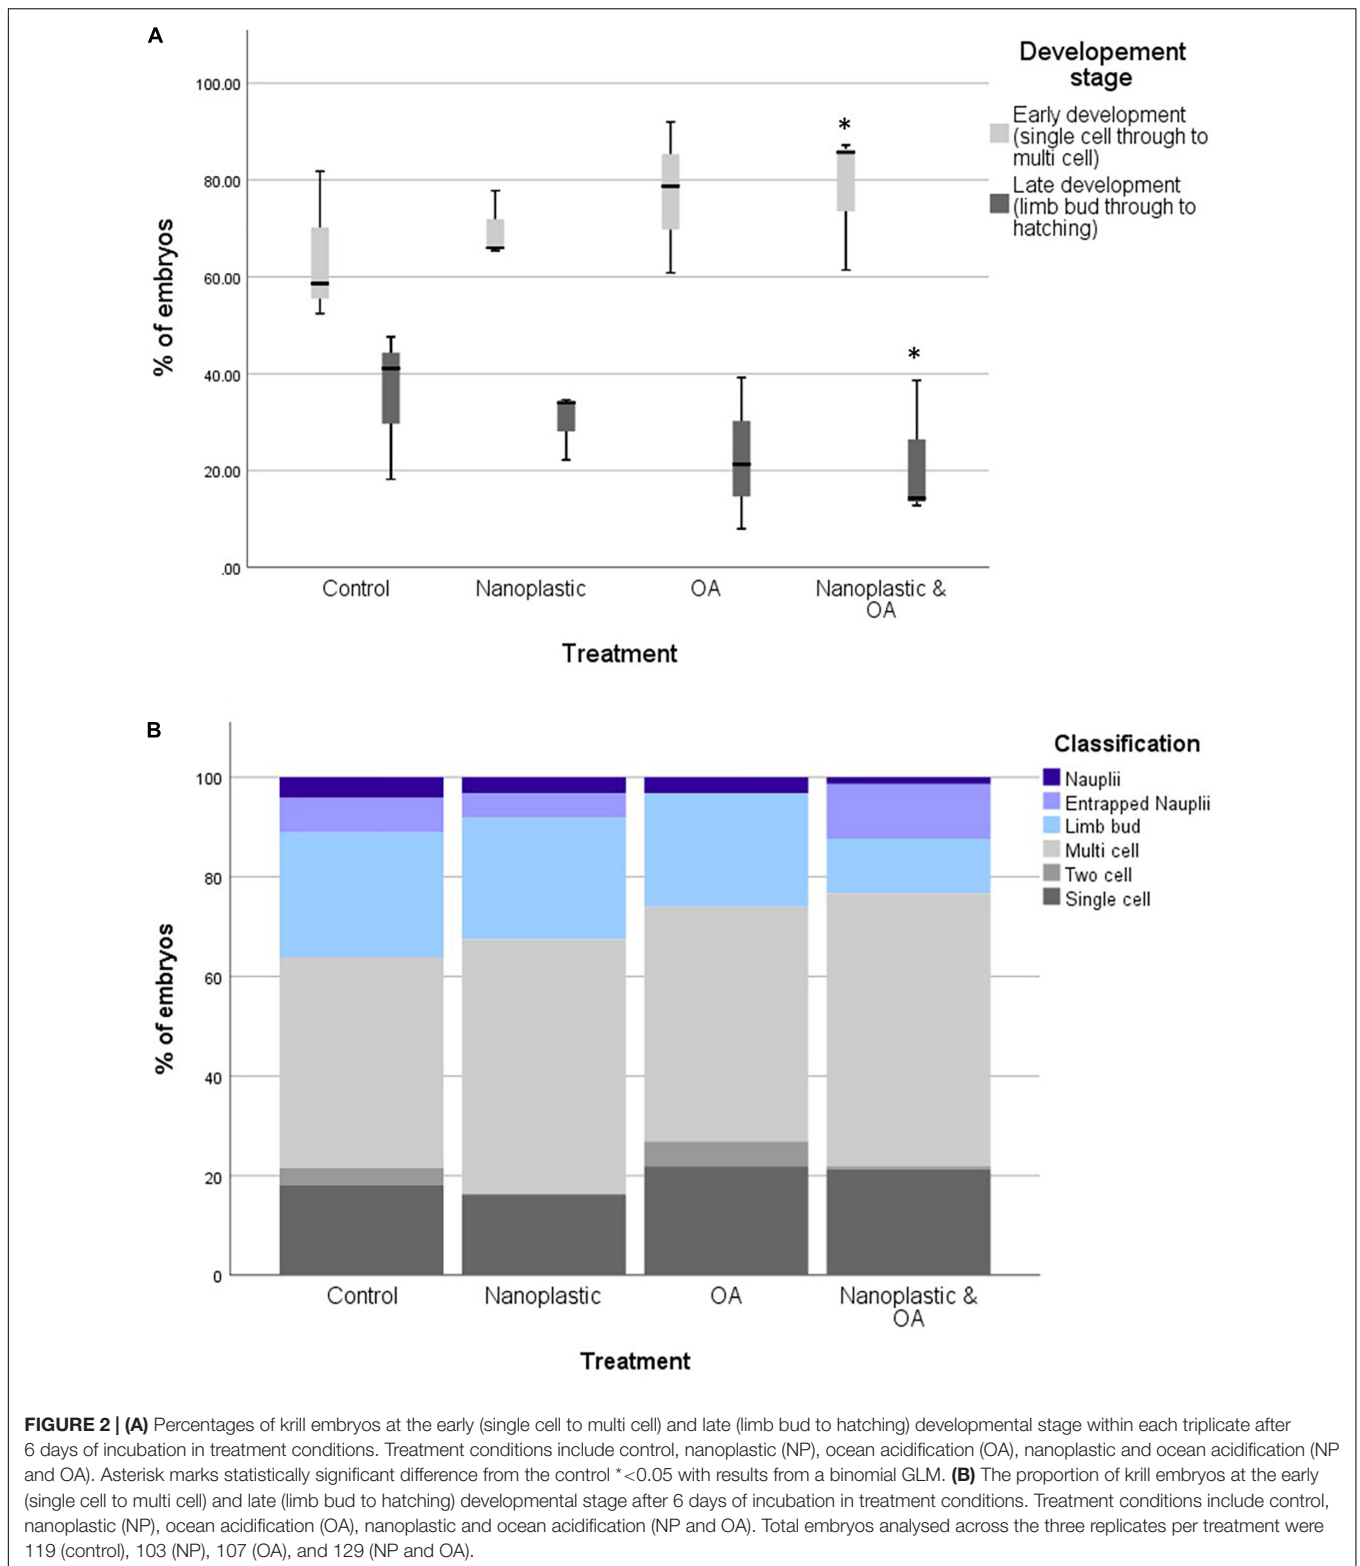 A
Developement
stage
Early development
(single cell through to
multi cell)
Late development
(limb bud through to
hatching)
% of embryos
100.00
80.00
60.00
40.00
20.00
.00
*
*
Control
Nanoplastic
OA
Nanoplastic &
OA
Treatment
B
Classification
Nauplii
Entrapped Nauplii
Limb bud
Multi cell
Two cell
Single cell
% of embryos
100
80
60
40
20
0
Control
Nanoplastic
OA
Nanoplastic &
OA
Treatment
FIGURE 2 | (A) Percentages of krill embryos at the early (single cell to multi cell) and late (limb bud to hatching) developmental stage within each triplicate after
6 days of incubation in treatment conditions. Treatment conditions include control, nanoplastic (NP), ocean acidification (OA), nanoplastic and ocean acidification (NP
and OA). Asterisk marks statistically significant difference from the control *<0.05 with results from a binomial GLM. (B) The proportion of krill embryos at the early
(single cell to multi cell) and late (limb bud to hatching) developmental stage after 6 days of incubation in treatment conditions. Treatment conditions include control,
nanoplastic (NP), ocean acidification (OA), nanoplastic and ocean acidification (NP and OA). Total embryos analysed across the three replicates per treatment were
119 (control), 103 (NP), 107 (OA), and 129 (NP and OA).